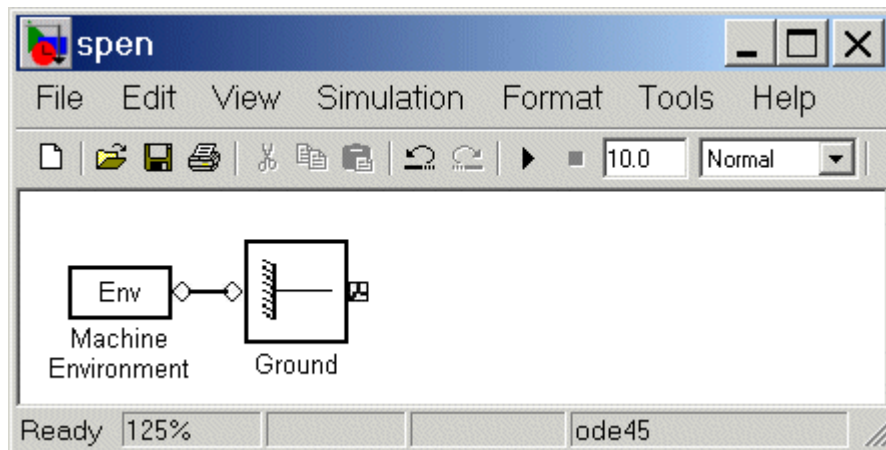 spen
File Edit View Simulation Format Tools Help
10.0 Normal
Env
Machine
Environment
Ground
Ready 125% ode45